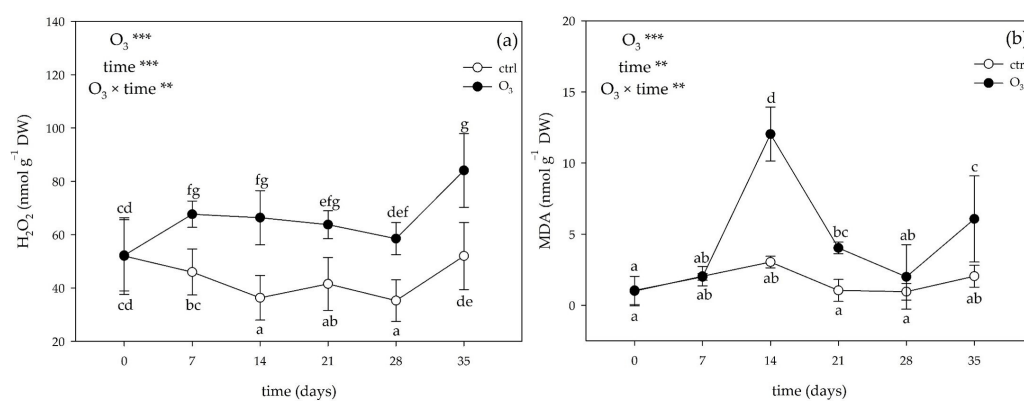 140
120
100
80
60
40
20
H₂O₂ (nmol g⁻¹ DW)
O₃ ***
time ***
O₃ × time **
(a)
ctrl
O₃
cd
fg
fg
efg
def
g
cd
bc
a
ab
a
de
0 7 14 21 28 35
time (days)
20
15
10
5
0
MDA (nmol g⁻¹ DW)
O₃ ***
time **
O₃ × time **
(b)
ctr
O₃
a
ab
d
bc
ab
c
a
ab
ab
a
a
ab
0 7 14 21 28 35
time (days)